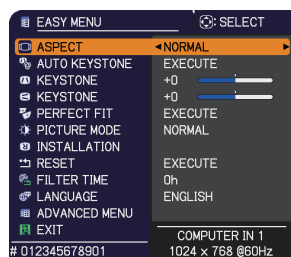 EASY MENU : SELECT
ASPECT NORMAL
AUTO KEYSTONE EXECUTE
KEYSTONE +0
KEYSTONE +0
PERFECT FIT EXECUTE
PICTURE MODE NORMAL
INSTALLATION
RESET EXECUTE
FILTER TIME 0h
LANGUAGE ENGLISH
ADVANCED MENU
EXIT
COMPUTER IN 1
# 012345678901 1024 × 768 @60Hz